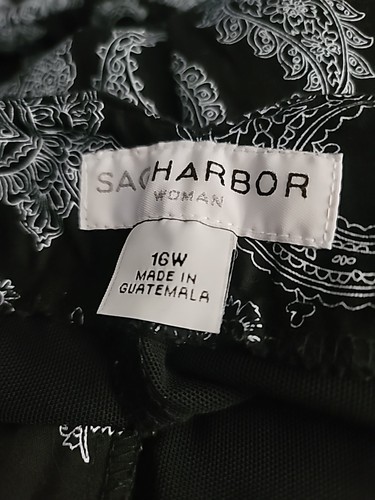 SAG HARBOR
WOMAN
16W
MADE IN
GUATEMALA